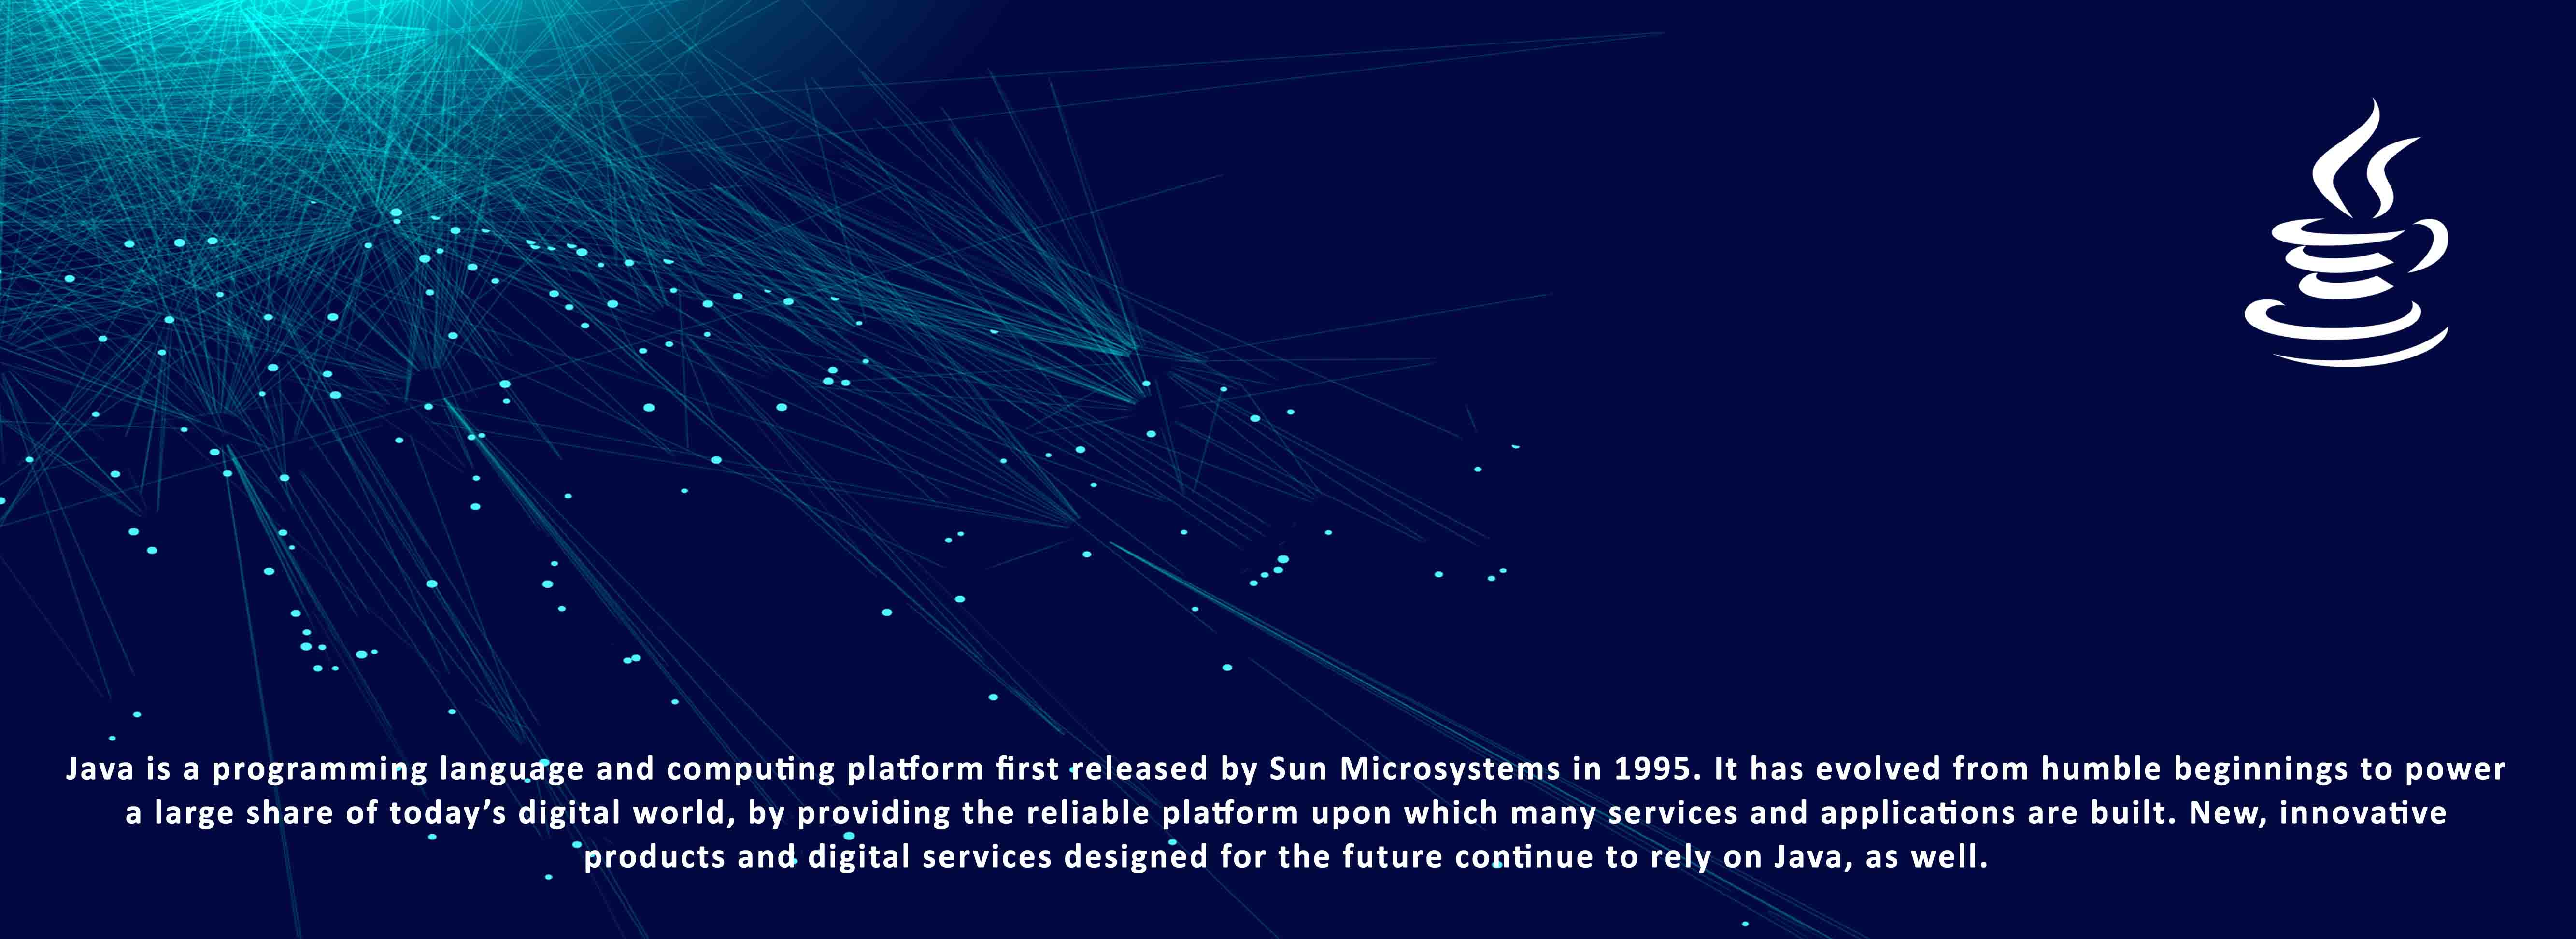 Java is a programming language and computing platform first released by Sun Microsystems in 1995. It has evolved from humble beginnings to power
a large share of today’s digital world, by providing the reliable platform upon which many services and applications are built. New, innovative
products and digital services designed for the future continue to rely on Java, as well.